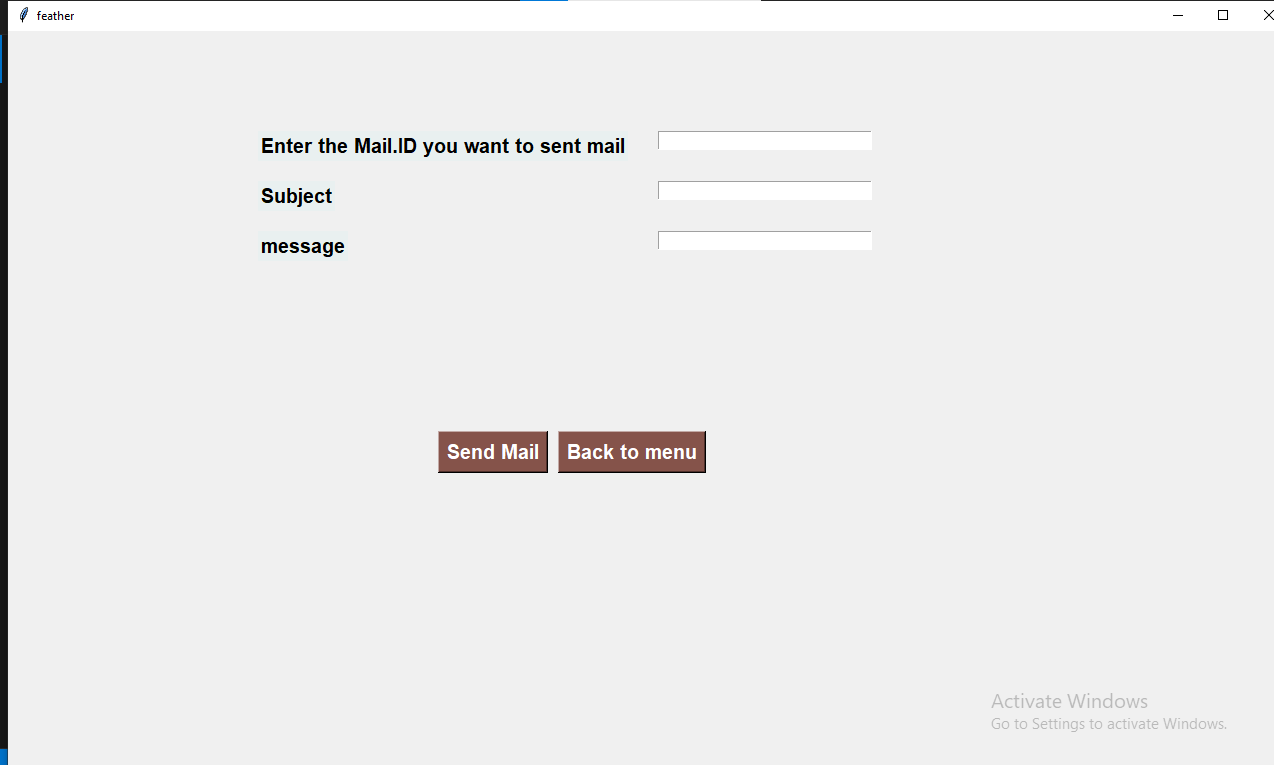 feather
Enter the Mail.ID you want to sent mail
Subject
message
Send Mail
Back to menu
Activate Windows
Go to Settings to activate Windows.